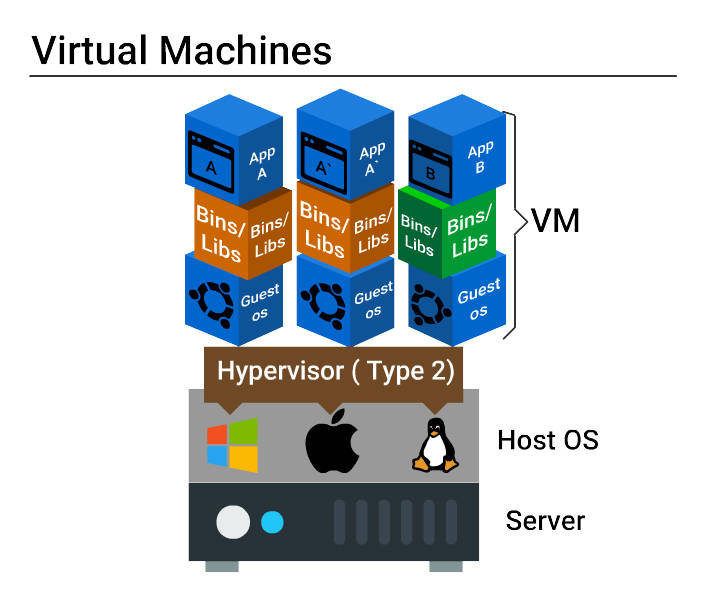 Virtual Machines
A
App
A
A`
App
A`
B
App
B
Bins/
Libs
Bins/
Libs
Bins/
Libs
Bins/
Libs
Bins/
Libs
Bins/
Libs
VM
Guest
os
Guest
os
Guest
os
Hypervisor ( Type 2)
Host OS
Server